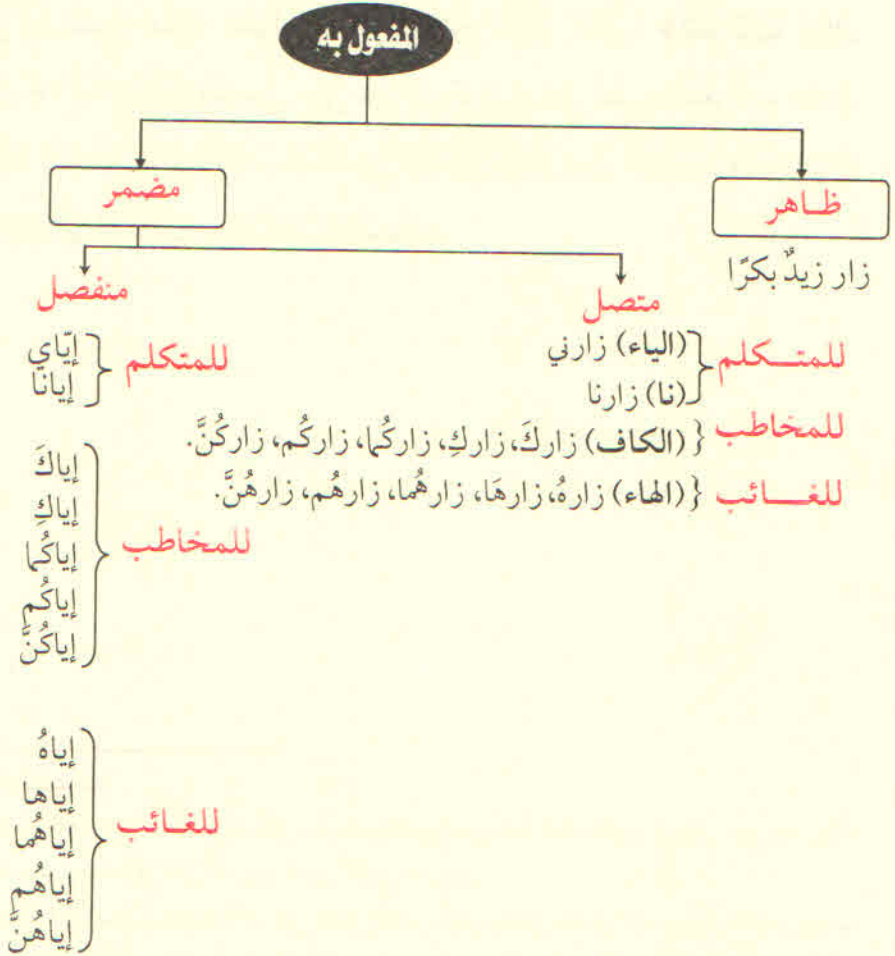 المفعول به
ظاهر
زار زيدٌ بكرًا
مضمر
متصل
للمتكلم
(الياء) زارني
(نا) زارنا
للمخاطب { (الكاف) زاركَ، زاركِ، زاركُما، زاركُم، زاركُنَّ.
للغائب { (الهاء) زارهُ، زارهَا، زارهُما، زارهُم، زارهُنَّ.
منفصل
للمتكلم
إيّاي
إيانا
للمخاطب
إياكَ
إياكِ
إياكُما
إياكُم
إياكُنَّ
للغائب
إياهُ
إياها
إياهُما
إياهُم
إياهُنَّ